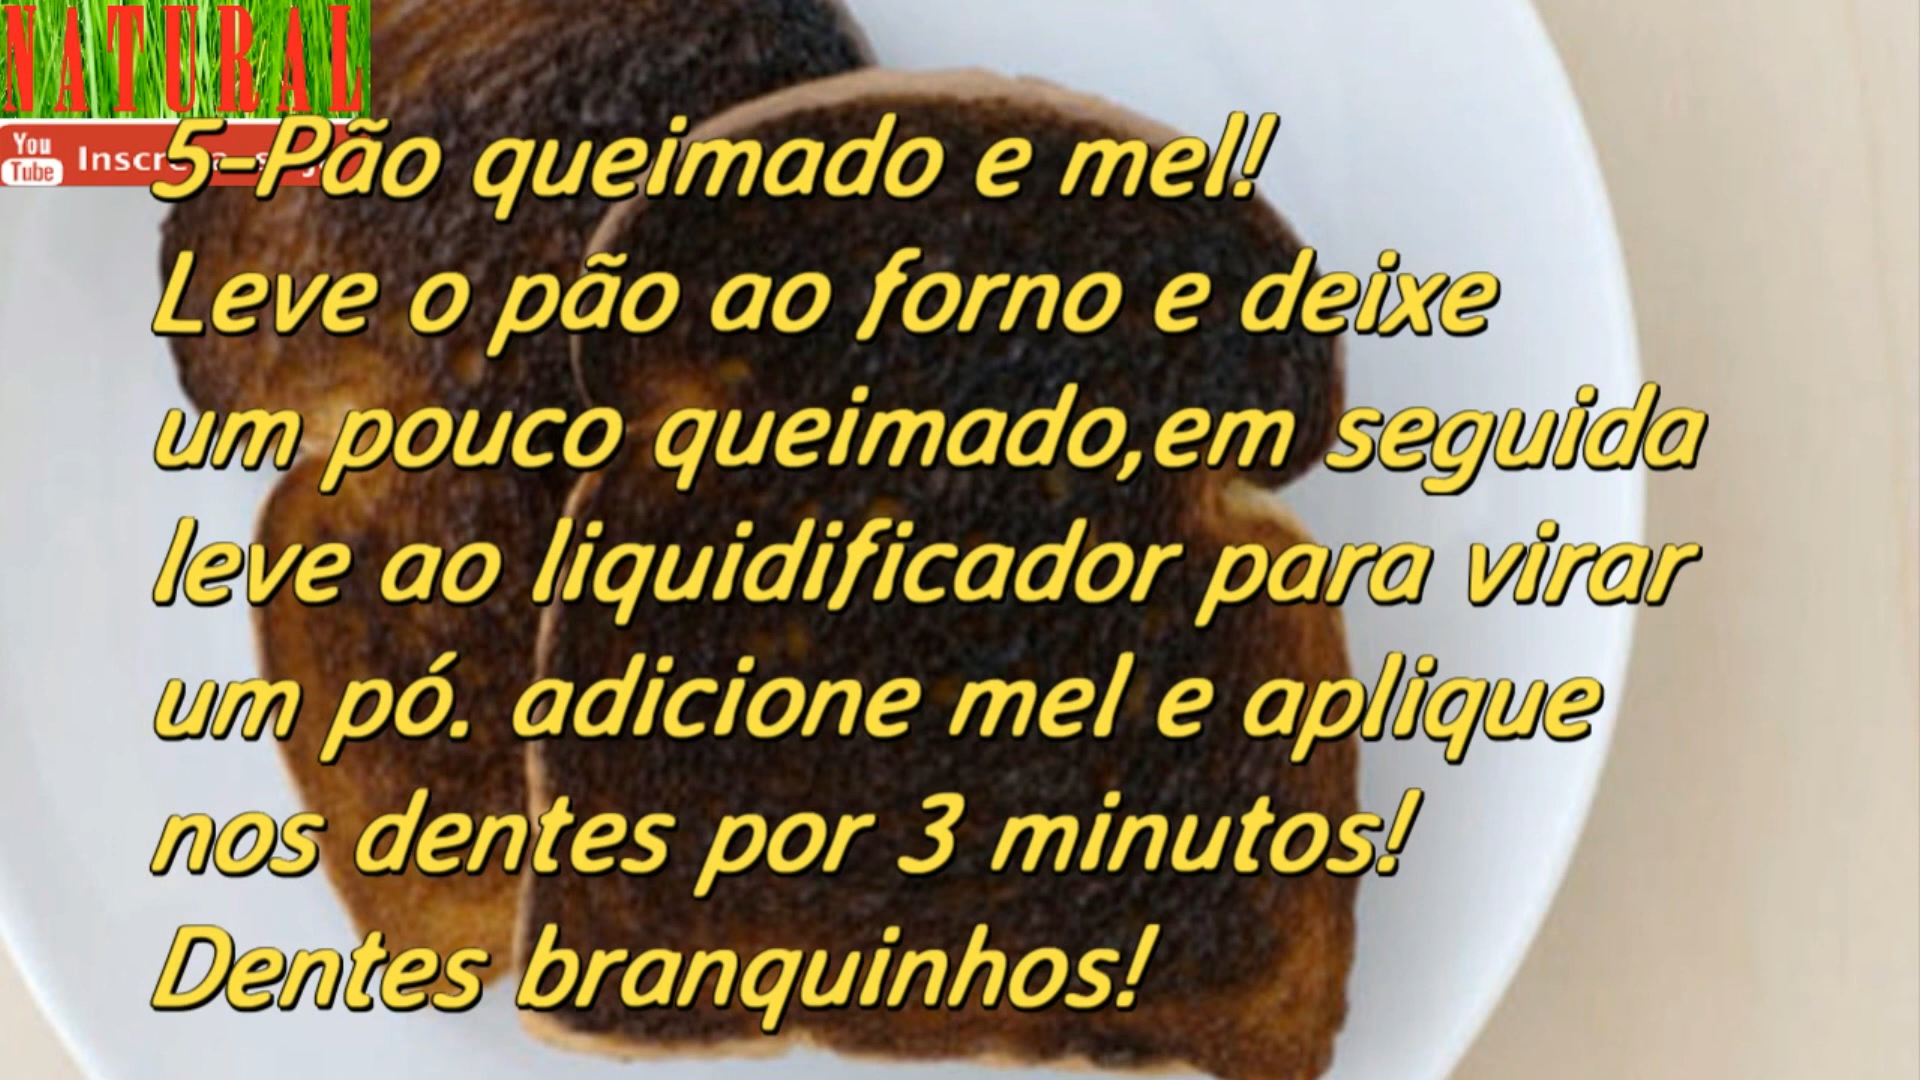 NATURAL
You
Tube
5-Pão queimado e mel!
Leve o pão ao forno e deixe
um pouco queimado,em seguida
leve ao liquidificador para virar
um pó. adicione mel e aplique
nos dentes por 3 minutos!
Dentes branquinhos!